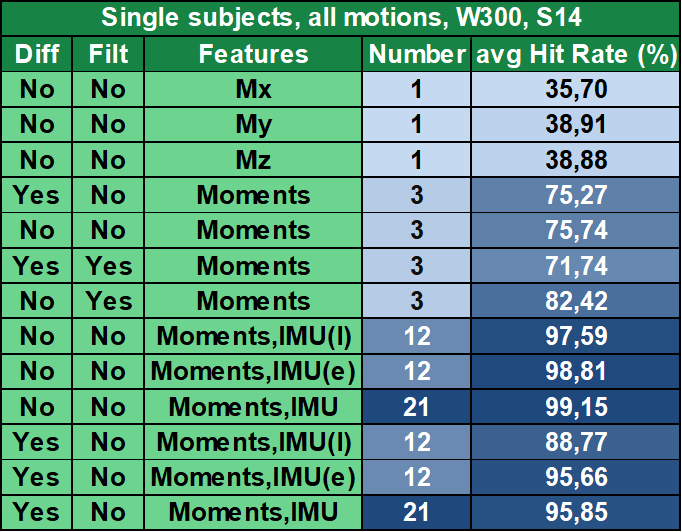 Single subjects, all motions, W300, S14
Diff Filt Features Number avg Hit Rate (%)
No No Mx 1 35,70
No No My 1 38,91
No No Mz 1 38,88
Yes No Moments 3 75,27
No No Moments 3 75,74
Yes Yes Moments 3 71,74
No Yes Moments 3 82,42
No No Moments,IMU(l) 12 97,59
No No Moments,IMU(e) 12 98,81
No No Moments,IMU 21 99,15
Yes No Moments,IMU(l) 12 88,77
Yes No Moments,IMU(e) 12 95,66
Yes No Moments,IMU 21 95,85